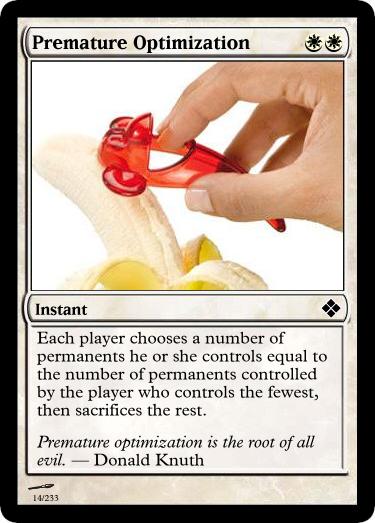 Premature Optimization
Instant
Each player chooses a number of
permanents he or she controls equal to
the number of permanents controlled
by the player who controls the fewest,
then sacrifices the rest.
Premature optimization is the root of all
evil. — Donald Knuth
14/233